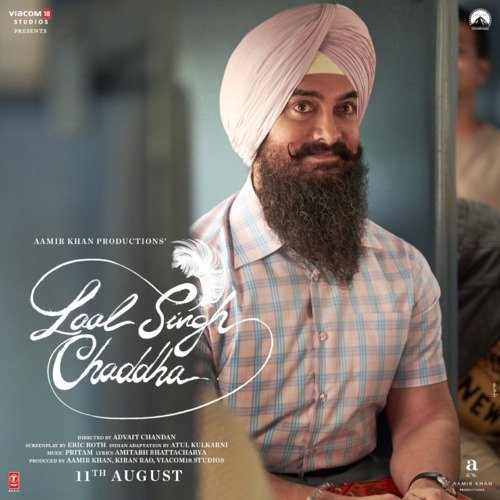 VIACOM 18
STUDIOS
PRESENTS
AAMIR KHAN PRODUCTIONS'
Laal Singh
Chaddha
DIRECTED BY ADVAIT CHANDAN
SCREENPLAY BY ERIC ROTH INDIAN ADAPTATION BY ATUL KULKARNI
MUSIC PRITAM LYRICS AMITABH BHATTACHARYA
PRODUCED BY AAMIR KHAN, KIRAN RAO, VIACOM18 STUDIOS
11TH AUGUST
T-SERIES
a
AAMIR KHAN
PRODUCTIONS
NEW